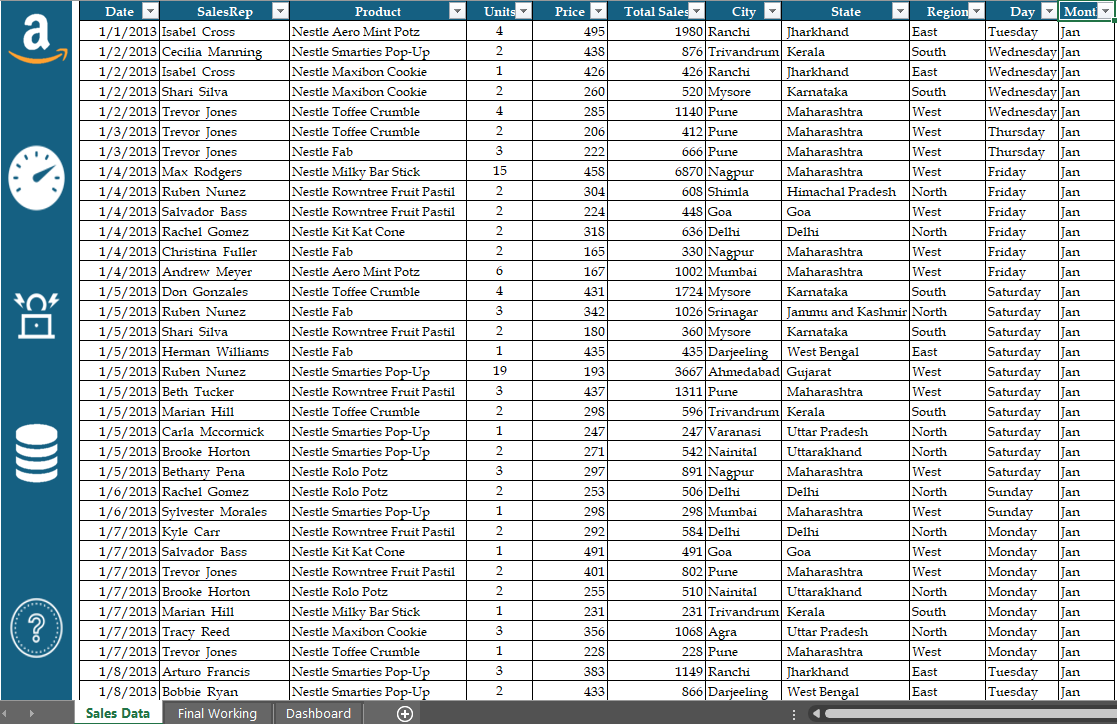 a
Date SalesRep Product Units Price Total Sales City State Region Day Mont
1/1/2013 Isabel Cross Nestle Aero Mint Potz 4 495 1980 Ranchi Jharkhand East Tuesday Jan
1/2/2013 Cecilia Manning Nestle Smarties Pop-Up 2 438 876 Trivandrum Kerala South Wednesday Jan
1/2/2013 Isabel Cross Nestle Maxibon Cookie 1 426 426 Ranchi Jharkhand East Wednesday Jan
1/2/2013 Shari Silva Nestle Maxibon Cookie 2 260 520 Mysore Karnataka South Wednesday Jan
1/2/2013 Trevor Jones Nestle Toffee Crumble 4 285 1140 Pune Maharashtra West Wednesday Jan
1/3/2013 Trevor Jones Nestle Toffee Crumble 2 206 412 Pune Maharashtra West Thursday Jan
1/3/2013 Trevor Jones Nestle Fab 3 222 666 Pune Maharashtra West Thursday Jan
1/4/2013 Max Rodgers Nestle Milky Bar Stick 15 458 6870 Nagpur Maharashtra West Friday Jan
1/4/2013 Ruben Nunez Nestle Rowntree Fruit Pastil 2 304 608 Shimla Himachal Pradesh North Friday Jan
1/4/2013 Salvador Bass Nestle Rowntree Fruit Pastil 2 224 448 Goa Goa West Friday Jan
1/4/2013 Rachel Gomez Nestle Kit Kat Cone 2 318 636 Delhi Delhi North Friday Jan
1/4/2013 Christina Fuller Nestle Fab 2 165 330 Nagpur Maharashtra West Friday Jan
1/4/2013 Andrew Meyer Nestle Aero Mint Potz 6 167 1002 Mumbai Maharashtra West Friday Jan
1/5/2013 Don Gonzales Nestle Toffee Crumble 4 431 1724 Mysore Karnataka South Saturday Jan
1/5/2013 Ruben Nunez Nestle Fab 3 342 1026 Srinagar Jammu and Kashmir North Saturday Jan
1/5/2013 Shari Silva Nestle Rowntree Fruit Pastil 2 180 360 Mysore Karnataka South Saturday Jan
1/5/2013 Herman Williams Nestle Fab 1 435 435 Darjeeling West Bengal East Saturday Jan
1/5/2013 Ruben Nunez Nestle Smarties Pop-Up 19 193 3667 Ahmedabad Gujarat West Saturday Jan
1/5/2013 Beth Tucker Nestle Rowntree Fruit Pastil 3 437 1311 Pune Maharashtra West Saturday Jan
1/5/2013 Marian Hill Nestle Toffee Crumble 2 298 596 Trivandrum Kerala South Saturday Jan
1/5/2013 Carla Mccormick Nestle Smarties Pop-Up 1 247 247 Varanasi Uttar Pradesh North Saturday Jan
1/5/2013 Brooke Horton Nestle Smarties Pop-Up 2 271 542 Nainital Uttarakhand North Saturday Jan
1/5/2013 Bethany Pena Nestle Rolo Potz 3 297 891 Nagpur Maharashtra West Saturday Jan
1/6/2013 Rachel Gomez Nestle Rolo Potz 2 253 506 Delhi Delhi North Sunday Jan
1/6/2013 Sylvester Morales Nestle Smarties Pop-Up 1 298 298 Mumbai Maharashtra West Sunday Jan
1/7/2013 Kyle Carr Nestle Rowntree Fruit Pastil 2 292 584 Delhi Delhi North Monday Jan
1/7/2013 Salvador Bass Nestle Kit Kat Cone 1 491 491 Goa Goa West Monday Jan
1/7/2013 Trevor Jones Nestle Rowntree Fruit Pastil 2 401 802 Pune Maharashtra West Monday Jan
1/7/2013 Brooke Horton Nestle Rolo Potz 2 255 510 Nainital Uttarakhand North Monday Jan
1/7/2013 Marian Hill Nestle Milky Bar Stick 1 231 231 Trivandrum Kerala South Monday Jan
1/7/2013 Tracy Reed Nestle Maxibon Cookie 3 356 1068 Agra Uttar Pradesh North Monday Jan
1/7/2013 Trevor Jones Nestle Toffee Crumble 1 228 228 Pune Maharashtra West Monday Jan
1/8/2013 Arturo Francis Nestle Smarties Pop-Up 3 383 1149 Ranchi Jharkhand East Tuesday Jan
1/8/2013 Bobbie Ryan Nestle Smarties Pop-Up 2 433 866 Darjeeling West Bengal East Tuesday Jan
?
Sales Data Final Working Dashboard